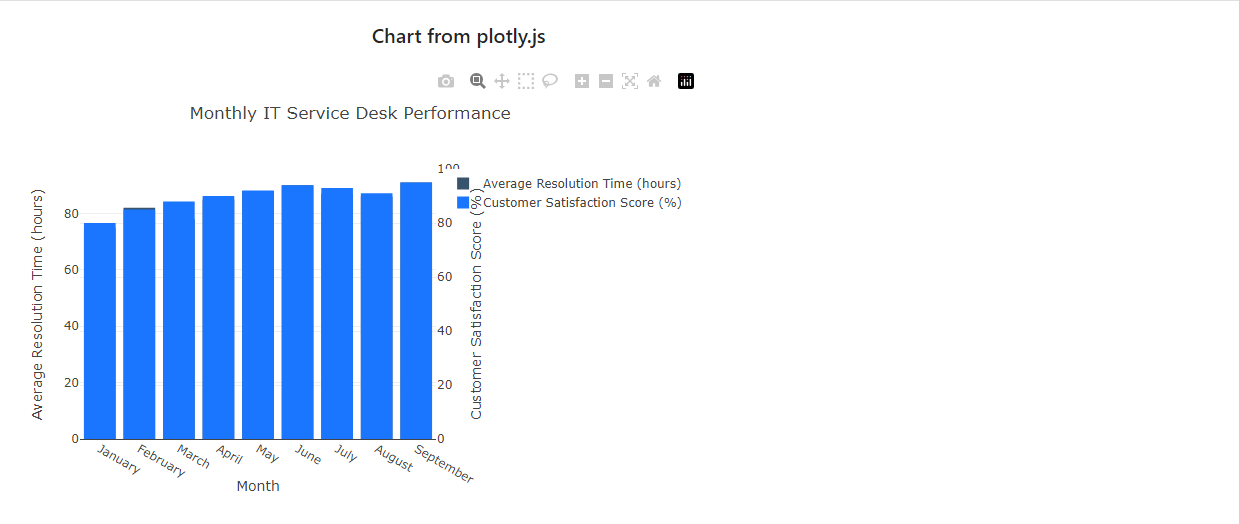 Chart from plotly.js
Monthly IT Service Desk Performance
Average Resolution Time (hours)
80
60
40
20
0
100
80
60
40
20
0
Customer Satisfaction Score (%)
Average Resolution Time (hours)
Customer Satisfaction Score (%)
January
February
March
April
May
June
July
August
September
Month